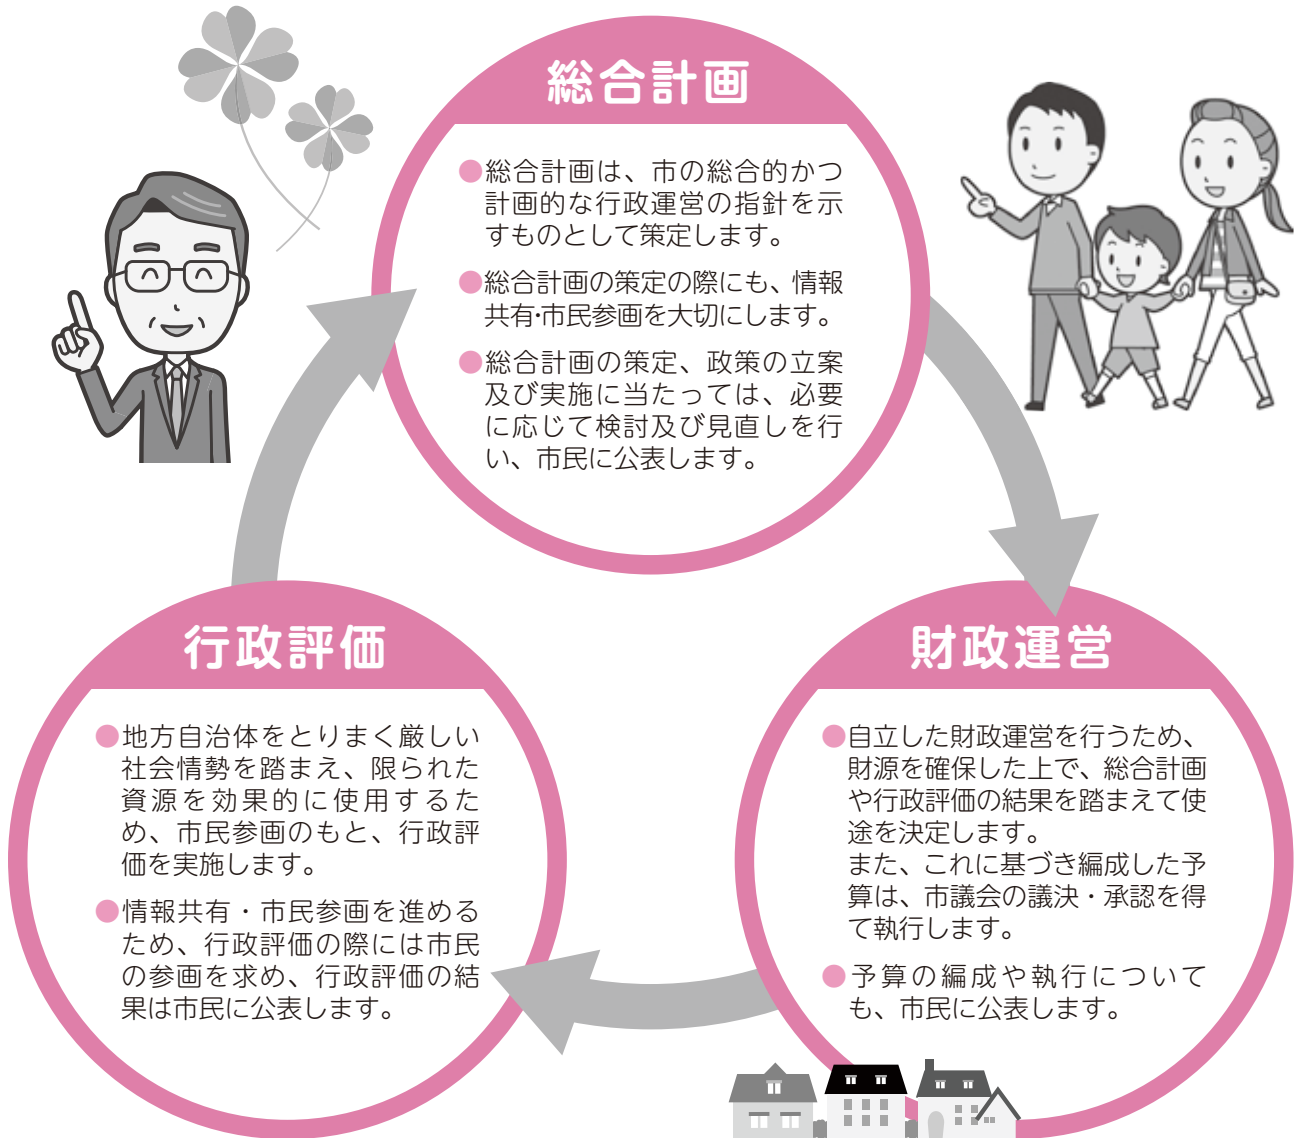 総合計画
●総合計画は、市の総合的かつ
計画的な行政運営の指針を示
すものとして策定します。
●総合計画の策定の際にも、情報
共有・市民参画を大切にします。
●総合計画の策定、政策の立案
及び実施に当たっては、必要
に応じて検討及び見直しを行
い、市民に公表します。
行政評価
●地方自治体をとりまく厳しい
社会情勢を踏まえ、限られた
資源を効果的に使用するた
め、市民参画のもと、行政評
価を実施します。
●情報共有・市民参画を進める
ため、行政評価の際には市民
の参画を求め、行政評価の結
果は市民に公表します。
財政運営
●自立した財政運営を行うため、
財源を確保した上で、総合計画
や行政評価の結果を踏まえて使
途を決定します。
また、これに基づき編成した予
算は、市議会の議決・承認を得
て執行します。
●予算の編成や執行について
も、市民に公表します。